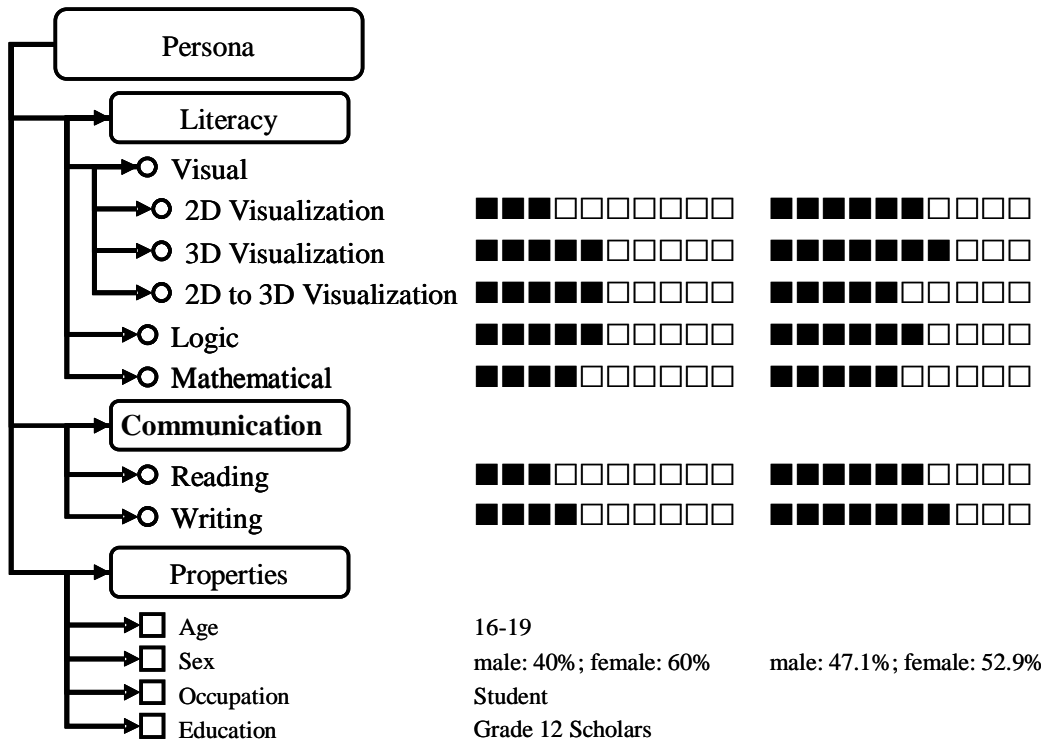 Persona
Literacy
Visual
2D Visualization
3D Visualization
2D to 3D Visualization
Logic
Mathematical
Communication
Reading
Writing
Properties
Age 16-19
Sex male: 40%; female: 60% male: 47.1%; female: 52.9%
Occupation Student
Education Grade 12 Scholars